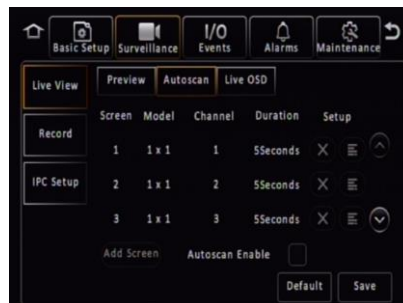 Basic Setup Surveillance I/O Events Alarms Maintenance
Live View Preview Autoscan Live OSD
Screen Model Channel Duration Setup
Record
1 1 x 1 1 5Seconds X
IPC Setup 2 1 x 1 2 5Seconds X
3 1 x 1 3 5Seconds X
Add Screen Autoscan Enable
Default Save